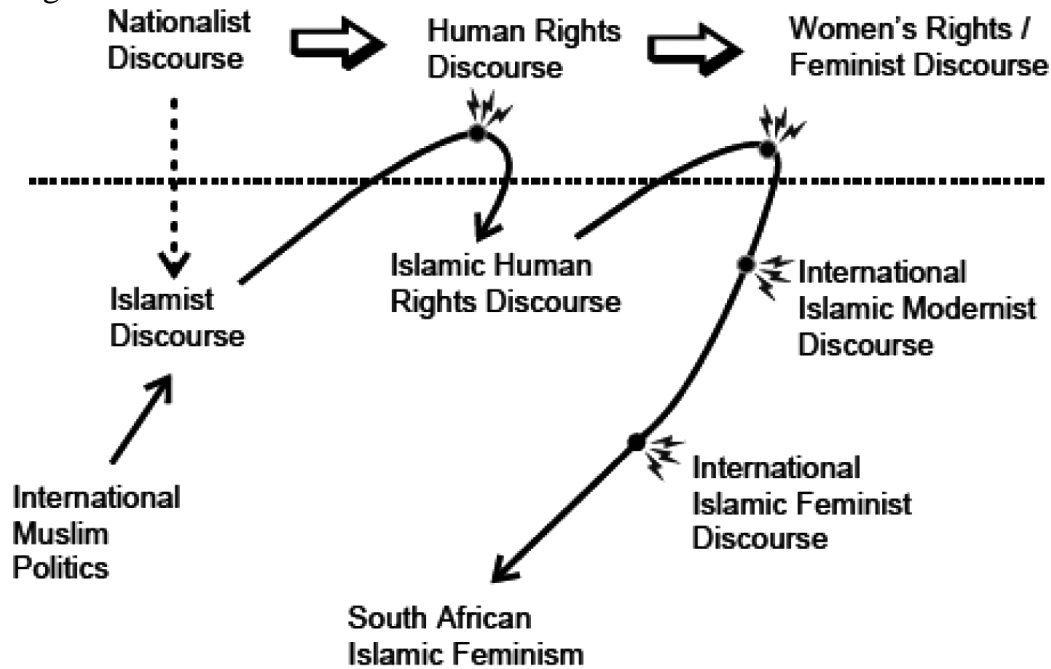 Nationalist
Discourse
Human Rights
Discourse
Women's Rights /
Feminist Discourse
Islamist
Discourse
Islamic Human
Rights Discourse
International
Islamic Modernist
Discourse
International
Muslim
Politics
International
Islamic Feminist
Discourse
South African
Islamic Feminism